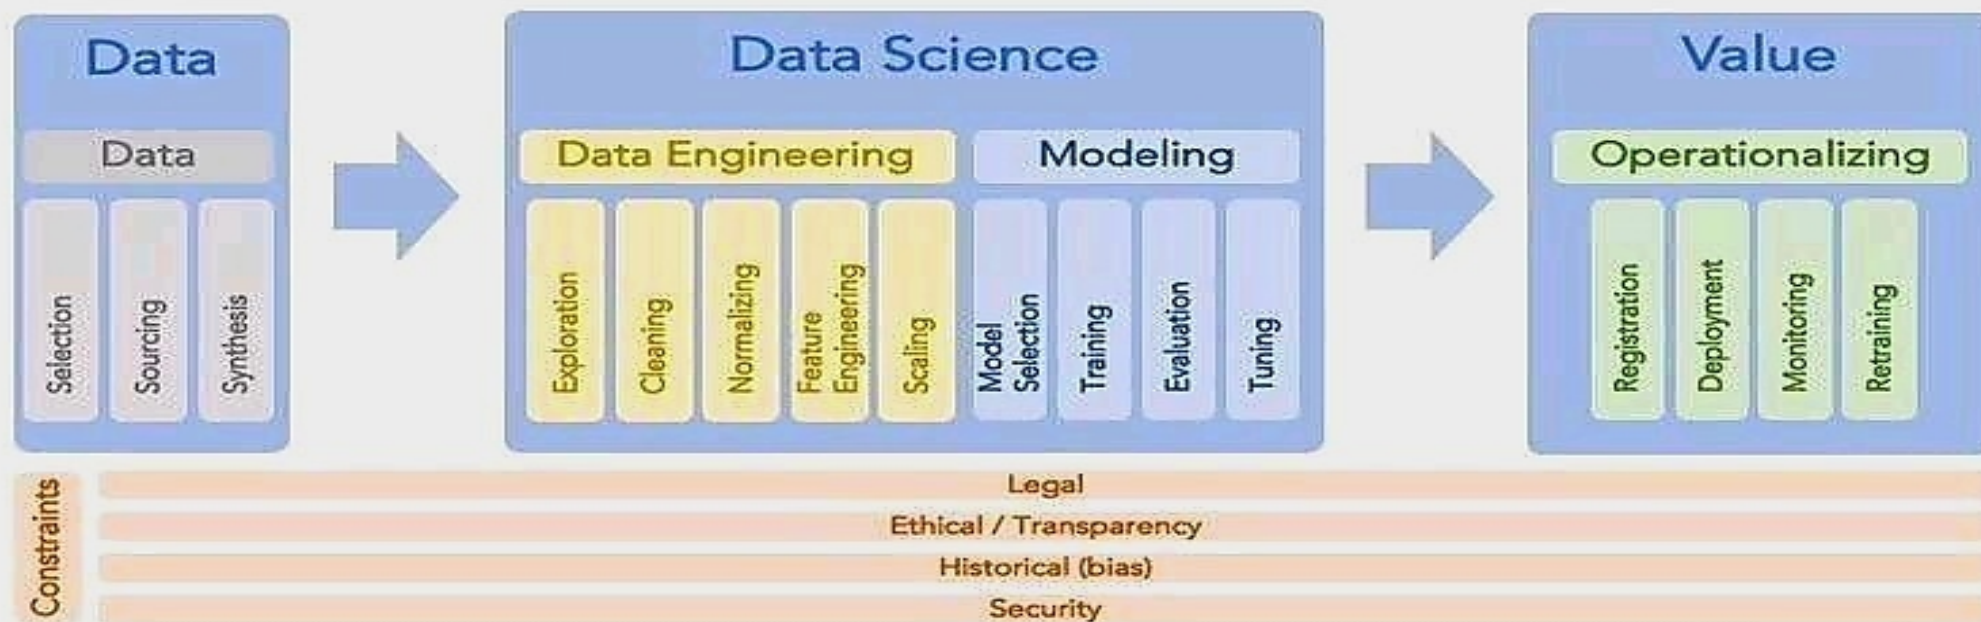 Data
Data
Selection
Sourcing
Synthesis
Data Science
Data Engineering
Exploration
Cleaning
Normalizing
Feature
Engineering
Scaling
Modeling
Model
Selection
Training
Evaluation
Tuning
Value
Operationalizing
Registration
Deployment
Monitoring
Retraining
Constraints
Legal
Ethical / Transparency
Historical (bias)
Security